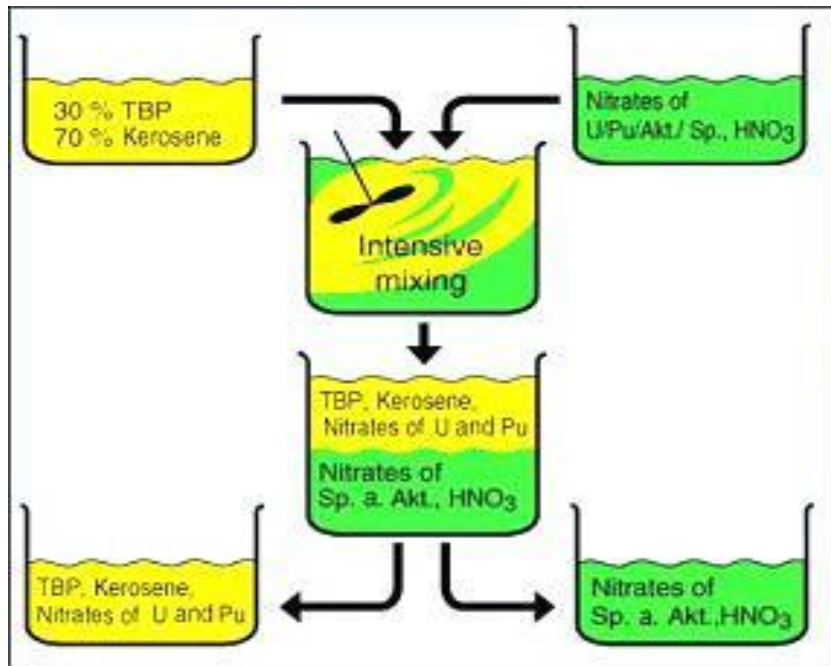 30 % TBP
70 % Kerosene
Nitrates of
U/Pu/Akt./ Sp., HNO₃
Intensive
mixing
TBP, Kerosene,
Nitrates of U and Pu
Nitrates of
Sp. a. Akt., HNO₃
TBP, Kerosene,
Nitrates of U and Pu
Nitrates of
Sp. a. Akt.,HNO₃